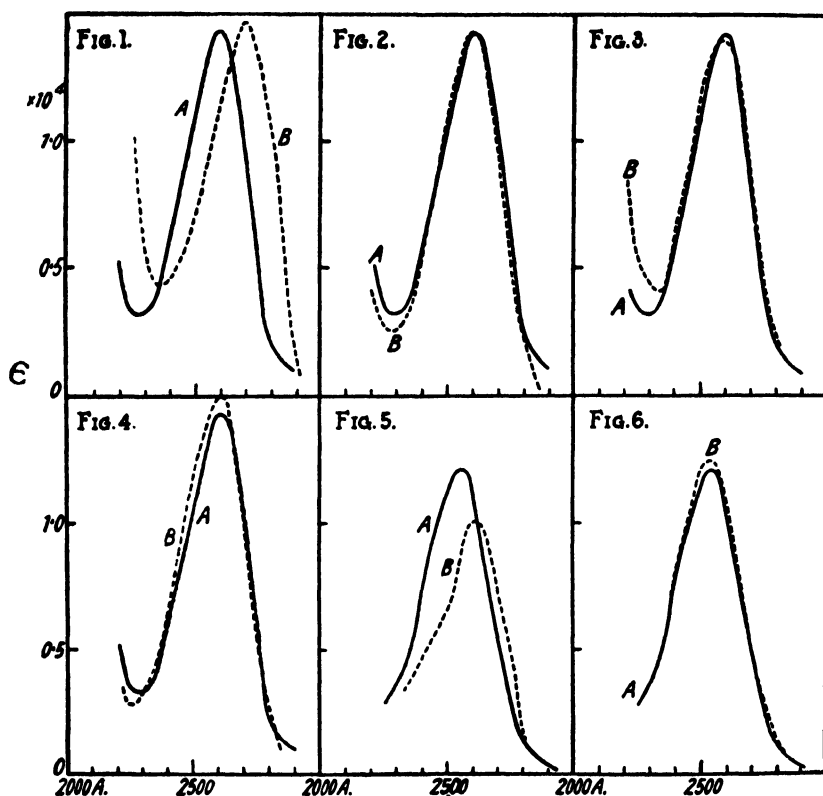 FIG.1.
FIG.2.
FIG.3.
×10⁴
A
B
1·0
B
A
0·5
A
B
ϵ
0
FIG.4.
FIG.5.
FIG.6.
B
1·0
B
A
A
B
0·5
A
0
2000A.
2500
2000A.
2500
2000A.
2500